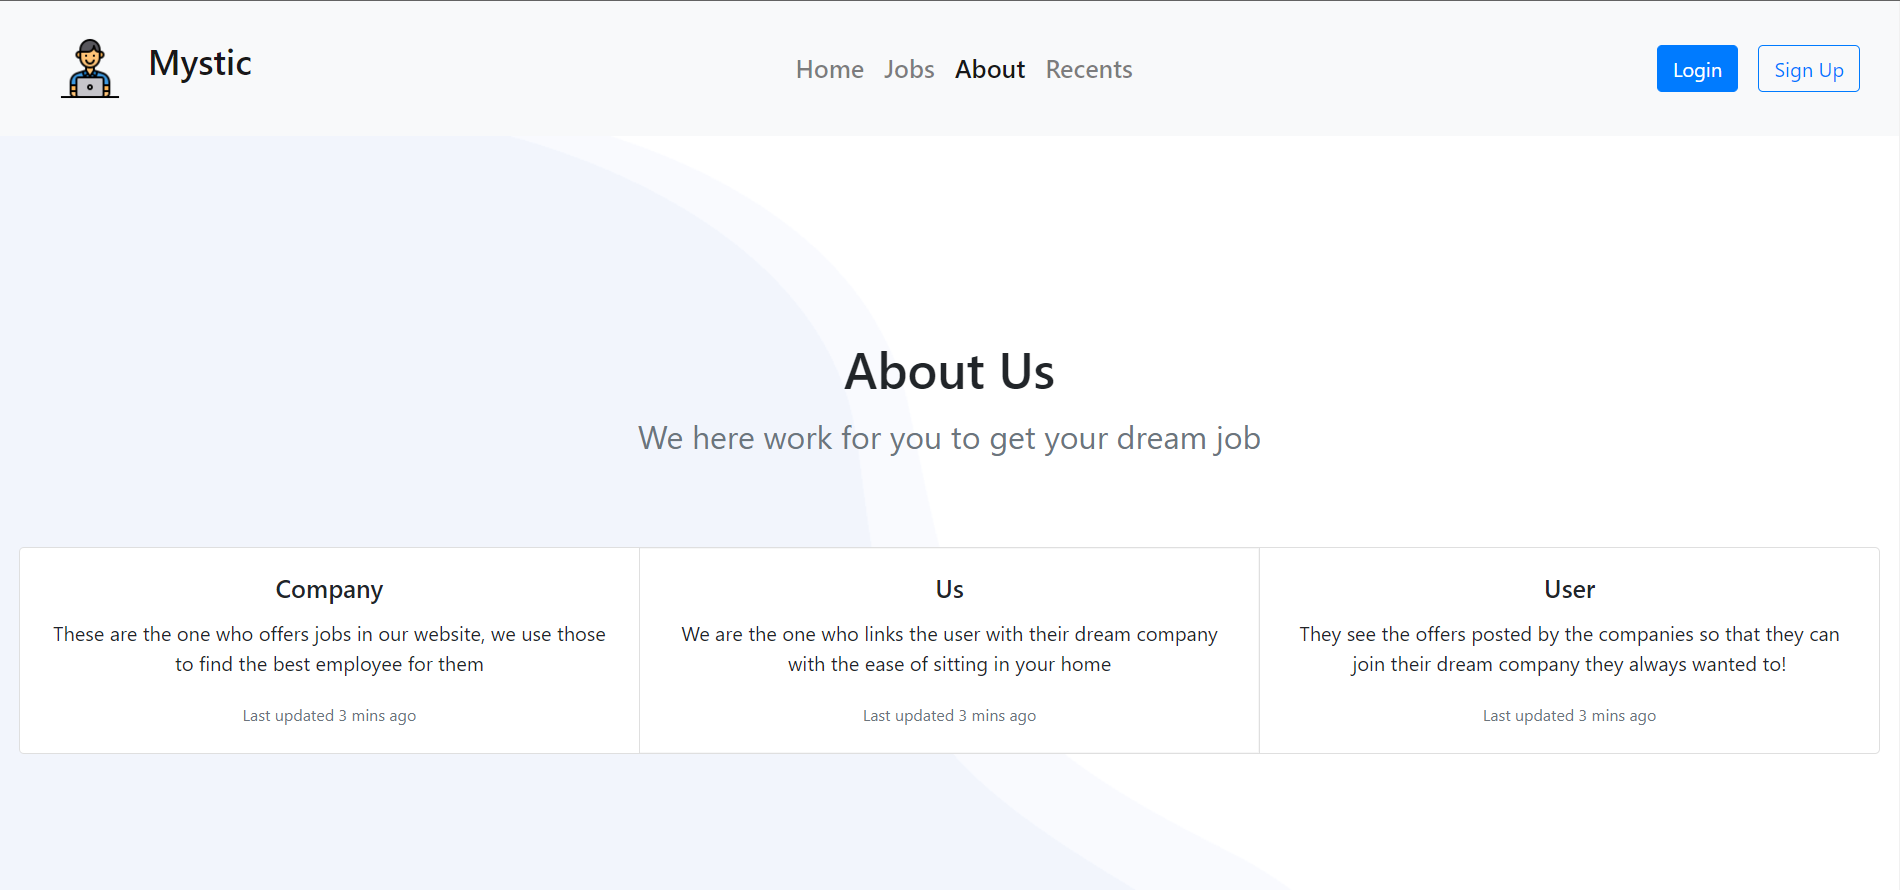 Mystic
Home Jobs About Recents
Login Sign Up
About Us
We here work for you to get your dream job
Company
These are the one who offers jobs in our website, we use those
to find the best employee for them
Last updated 3 mins ago
Us
We are the one who links the user with their dream company
with the ease of sitting in your home
Last updated 3 mins ago
User
They see the offers posted by the companies so that they can
join their dream company they always wanted to!
Last updated 3 mins ago